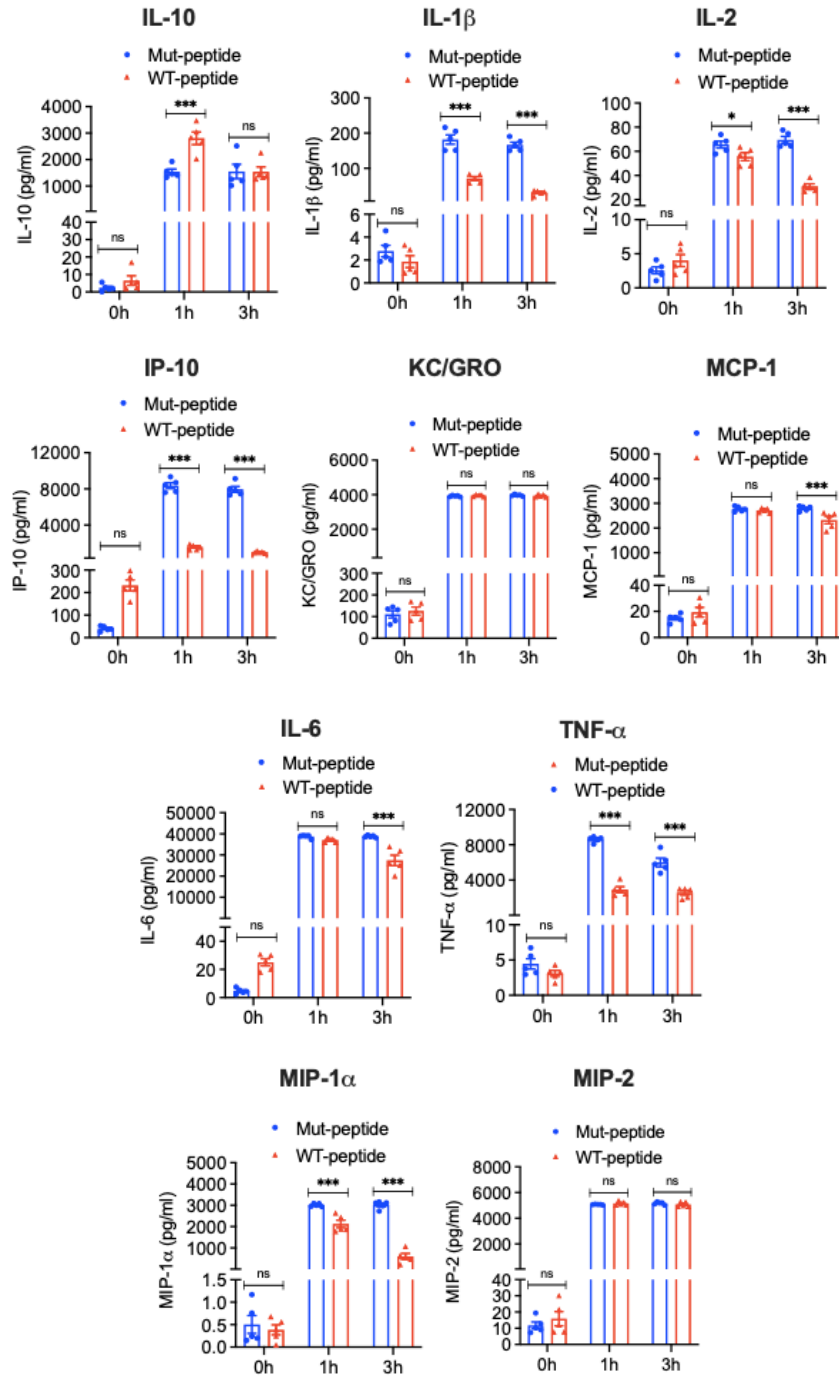 IL-10
Mut-peptide
WT-peptide
IL-10 (pg/ml)
4000
3000
2000
1000
40
30
20
10
0
ns
***
ns
0h 1h 3h
IL-1β
Mut-peptide
WT-peptide
IL-1β (pg/ml)
300
200
100
6
4
2
0
ns
***
***
0h 1h 3h
IL-2
Mut-peptide
WT-peptide
IL-2 (pg/ml)
80
60
40
20
10
5
0
ns
*
***
0h 1h 3h
IP-10
Mut-peptide
WT-peptide
IP-10 (pg/ml)
12000
8000
4000
300
200
100
0
ns
***
***
0h 1h 3h
KC/GRO
Mut-peptide
WT-peptide
KC/GRO (pg/ml)
6000
4000
2000
300
200
100
0
ns
ns
ns
0h 1h 3h
MCP-1
Mut-peptide
WT-peptide
MCP-1 (pg/ml)
5000
4000
3000
2000
1000
60
40
20
0
ns
ns
***
0h 1h 3h
IL-6
Mut-peptide
WT-peptide
IL-6 (pg/ml)
50000
40000
30000
20000
10000
40
20
0
ns
ns
***
0h 1h 3h
TNF-α
Mut-peptide
WT-peptide
TNF-α (pg/ml)
12000
8000
4000
10
5
0
ns
***
***
0h 1h 3h
MIP-1α
Mut-peptide
WT-peptide
MIP-1α (pg/ml)
5000
4000
3000
2000
1000
1.5
1.0
0.5
0.0
ns
***
***
0h 1h 3h
MIP-2
Mut-peptide
WT-peptide
MIP-2 (pg/ml)
8000
6000
4000
2000
40
30
20
10
0
ns
ns
ns
0h 1h 3h